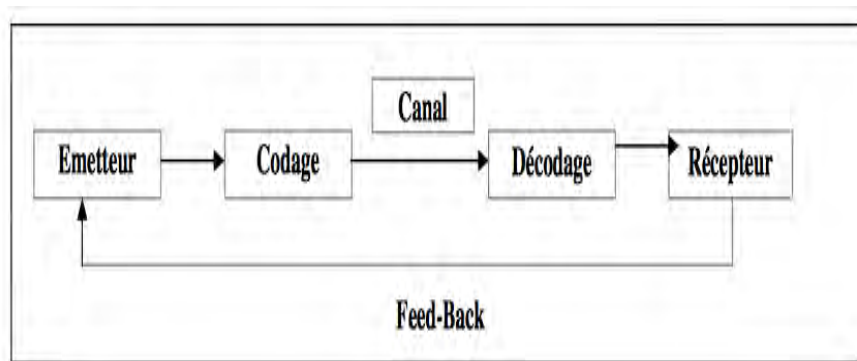 Canal
Emetteur
Codage
Décodage
Récepteur
Feed-Back